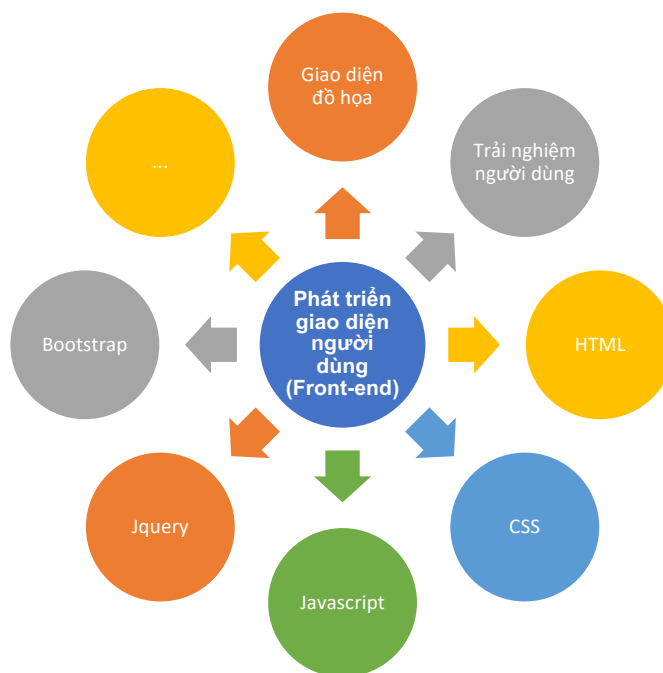 Giao diện
đồ họa
Trải nghiệm
người dùng
HTML
CSS
Javascript
Jquery
Bootstrap
...
Phát triển
giao diện
người
dùng
(Front-end)